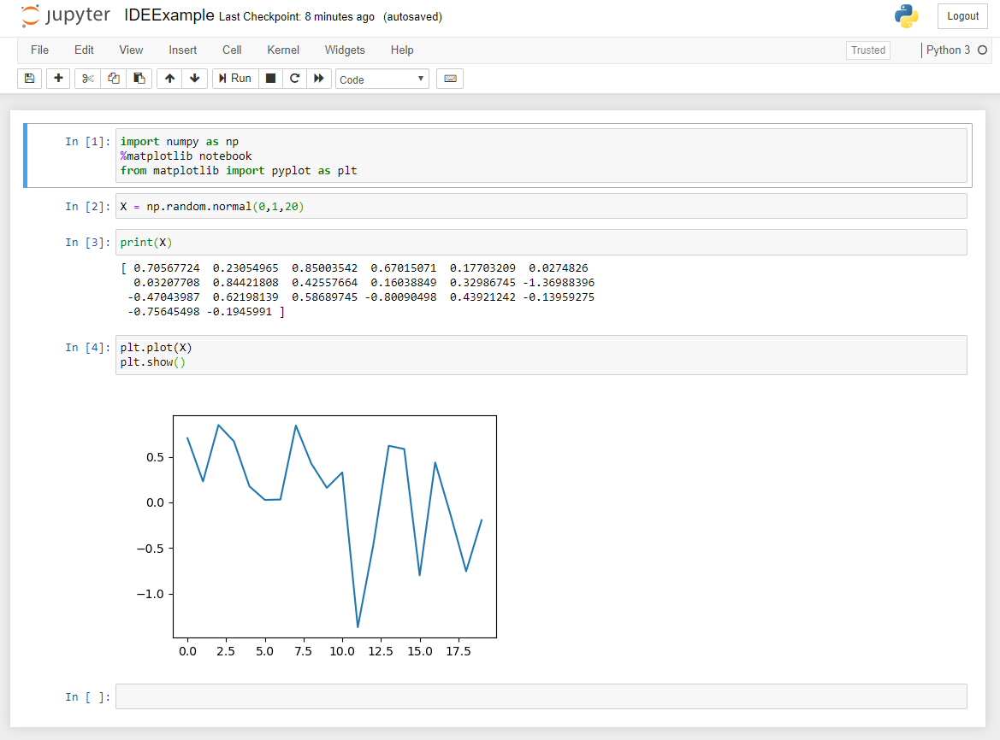 jupyter IDEExample Last Checkpoint: 8 minutes ago (autosaved) Logout
File Edit View Insert Cell Kernel Widgets Help Trusted Python 3
Run Code
In [1]: import numpy as np
%matplotlib notebook
from matplotlib import pyplot as plt
In [2]: X = np.random.normal(0,1,20)
In [3]: print(X)
[ 0.70567724 0.23054965 0.85003542 0.67015071 0.17703209 0.0274826
0.03207708 0.84421808 0.42557664 0.16038849 0.32986745 -1.36988396
-0.47043987 0.62198139 0.58689745 -0.80090498 0.43921242 -0.13959275
-0.75645498 -0.1945991 ]
In [4]: plt.plot(X)
plt.show()
0.5
0.0
−0.5
−1.0
0.0 2.5 5.0 7.5 10.0 12.5 15.0 17.5
In [ ]: